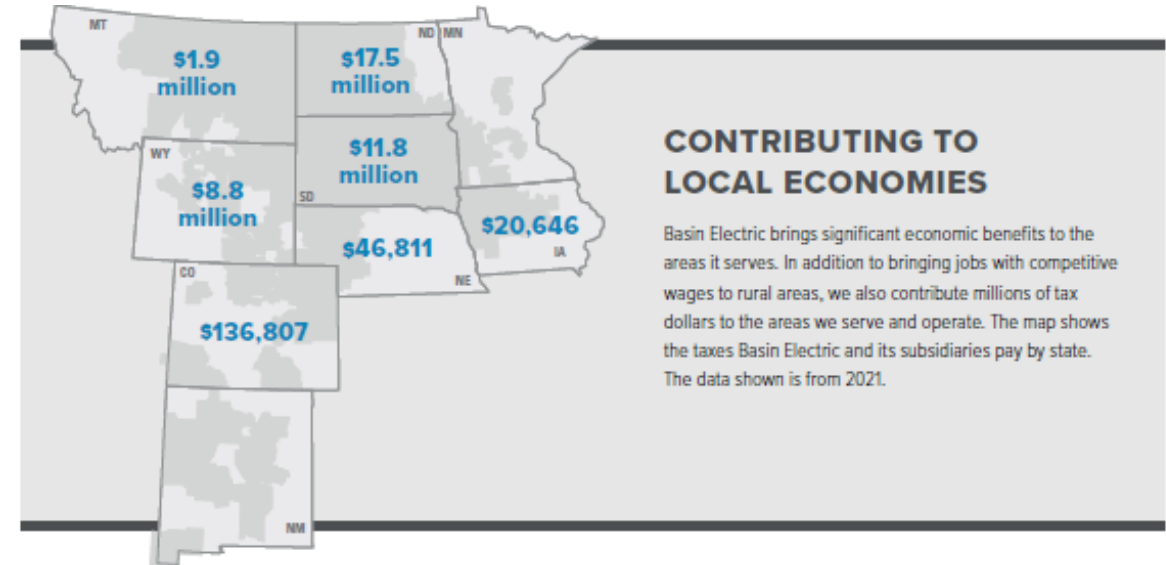 MT
$1.9
million
ND MN
$17.5
million
$11.8
million
SD
WY
$8.8
million
$20,646
IA
$46,811
NE
CO
$136,807
NM
CONTRIBUTING TO
LOCAL ECONOMIES
Basin Electric brings significant economic benefits to the
areas it serves. In addition to bringing jobs with competitive
wages to rural areas, we also contribute millions of tax
dollars to the areas we serve and operate. The map shows
the taxes Basin Electric and its subsidiaries pay by state.
The data shown is from 2021.